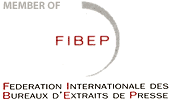 MEMBER OF
FIBEP
FEDERATION INTERNATIONALE DES
BUREAUX D'EXTRAITS DE PRESSE